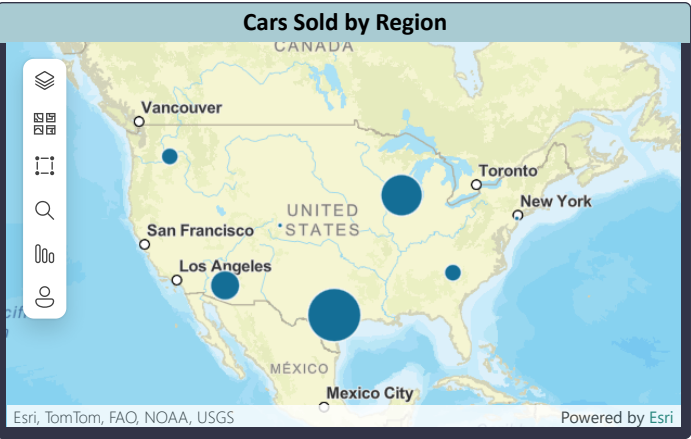 Cars Sold by Region
CANADA
Vancouver
Toronto
New York
UNITED
STATES
San Francisco
Los Angeles
MÉXICO
Mexico City
Esri, TomTom, FAO, NOAA, USGS
Powered by Esri